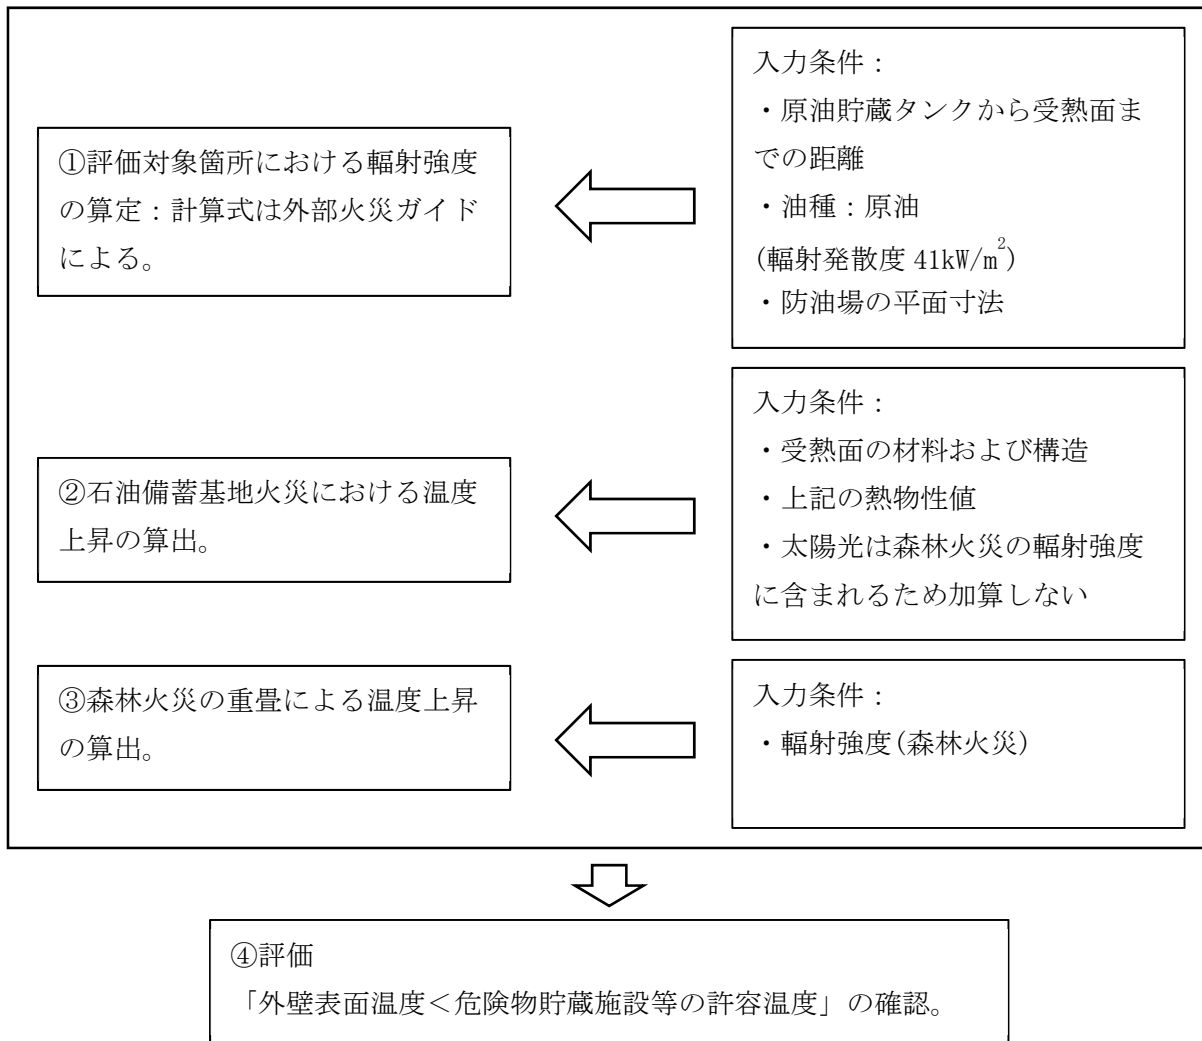 ①評価対象箇所における輻射強度
の算定：計算式は外部火災ガイド
による。
入力条件：
・原油貯蔵タンクから受熱面ま
での距離
・油種：原油
(輻射発散度 41kW/m²)
・防油場の平面寸法
②石油備蓄基地火災における温度
上昇の算出。
入力条件：
・受熱面の材料および構造
・上記の熱物性値
・太陽光は森林火災の輻射強度
に含まれるため加算しない
③森林火災の重畳による温度上昇
の算出。
入力条件：
・輻射強度(森林火災)
④評価
「外壁表面温度＜危険物貯蔵施設等の許容温度」の確認。